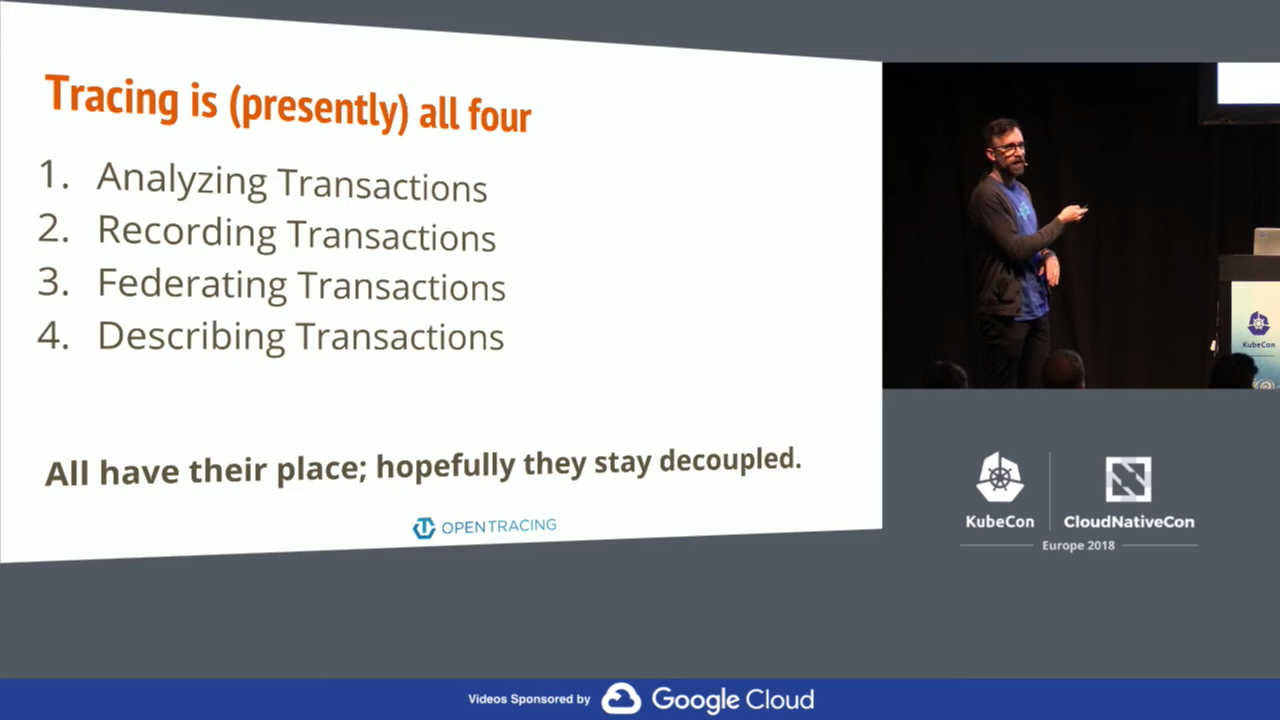 Tracing is (presently) all four
1. Analyzing Transactions
2. Recording Transactions
3. Federating Transactions
4. Describing Transactions
All have their place; hopefully they stay decoupled.
OPENTRACING
KubeCon
KubeCon
CloudNativeCon
Europe 2018
Videos Sponsored by Google Cloud